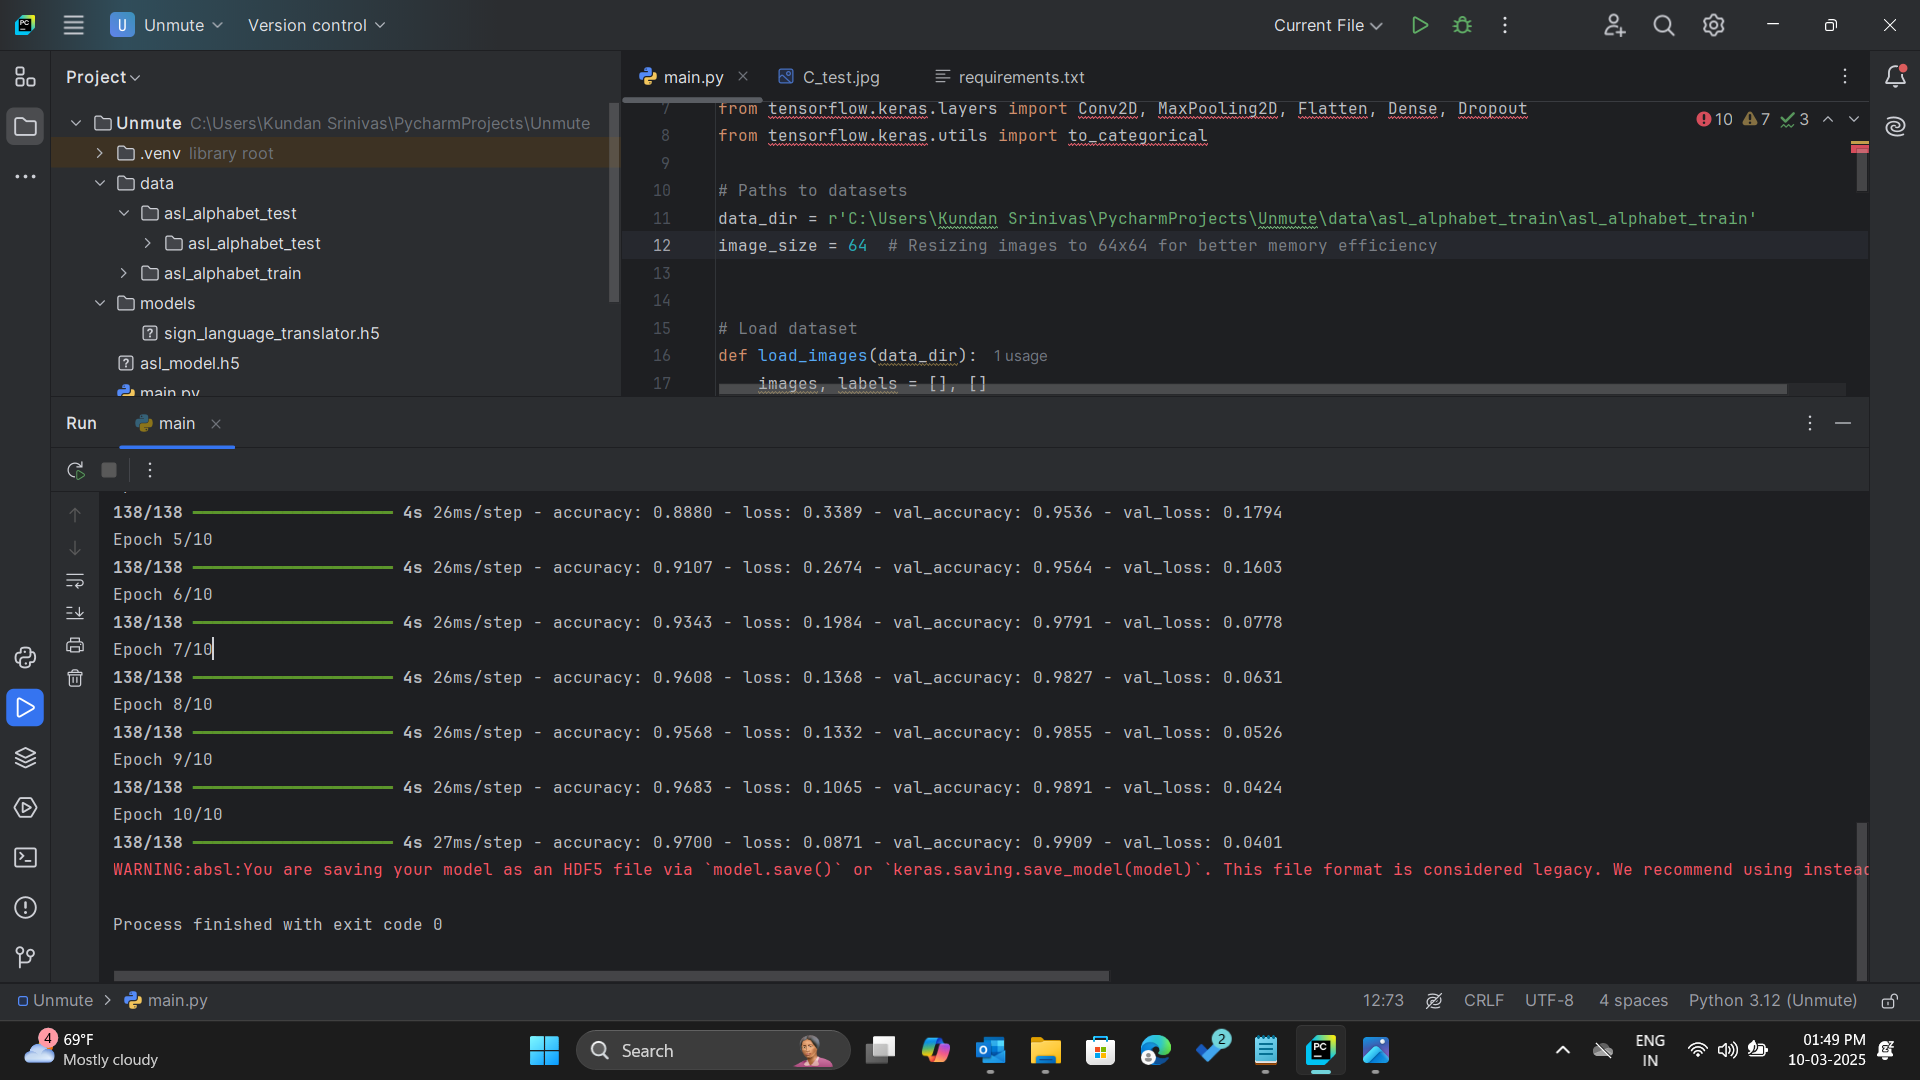 U Unmute Version control Current File
Project
main.py C_test.jpg requirements.txt
Unmute C:\Users\Kundan Srinivas\PycharmProjects\Unmute
.venv library root
data
asl_alphabet_test
asl_alphabet_test
asl_alphabet_train
models
sign_language_translator.h5
asl_model.h5
main.py
10 7 3
7 from tensorflow.keras.layers import Conv2D, MaxPooling2D, Flatten, Dense, Dropout
8 from tensorflow.keras.utils import to_categorical
9
10 # Paths to datasets
11 data_dir = r'C:\Users\Kundan Srinivas\PycharmProjects\Unmute\data\asl_alphabet_train\asl_alphabet_train'
12 image_size = 64 # Resizing images to 64x64 for better memory efficiency
13
14
15 # Load dataset
16 def load_images(data_dir): 1 usage
17 images, labels = [], []
Run main
138/138 ━━━━━━━━━━━━━━━━━━━━ 4s 26ms/step - accuracy: 0.8880 - loss: 0.3389 - val_accuracy: 0.9536 - val_loss: 0.1794
Epoch 5/10
138/138 ━━━━━━━━━━━━━━━━━━━━ 4s 26ms/step - accuracy: 0.9107 - loss: 0.2674 - val_accuracy: 0.9564 - val_loss: 0.1603
Epoch 6/10
138/138 ━━━━━━━━━━━━━━━━━━━━ 4s 26ms/step - accuracy: 0.9343 - loss: 0.1984 - val_accuracy: 0.9791 - val_loss: 0.0778
Epoch 7/10
138/138 ━━━━━━━━━━━━━━━━━━━━ 4s 26ms/step - accuracy: 0.9608 - loss: 0.1368 - val_accuracy: 0.9827 - val_loss: 0.0631
Epoch 8/10
138/138 ━━━━━━━━━━━━━━━━━━━━ 4s 26ms/step - accuracy: 0.9568 - loss: 0.1332 - val_accuracy: 0.9855 - val_loss: 0.0526
Epoch 9/10
138/138 ━━━━━━━━━━━━━━━━━━━━ 4s 26ms/step - accuracy: 0.9683 - loss: 0.1065 - val_accuracy: 0.9891 - val_loss: 0.0424
Epoch 10/10
138/138 ━━━━━━━━━━━━━━━━━━━━ 4s 27ms/step - accuracy: 0.9700 - loss: 0.0871 - val_accuracy: 0.9909 - val_loss: 0.0401
WARNING:absl:You are saving your model as an HDF5 file via `model.save()` or `keras.saving.save_model(model)`. This file format is considered legacy. We recommend using instead
Process finished with exit code 0
Unmute main.py 12:73 CRLF UTF-8 4 spaces Python 3.12 (Unmute)
4 69°F
Mostly cloudy
Search
PC
2
ENG
IN
01:49 PM
10-03-2025